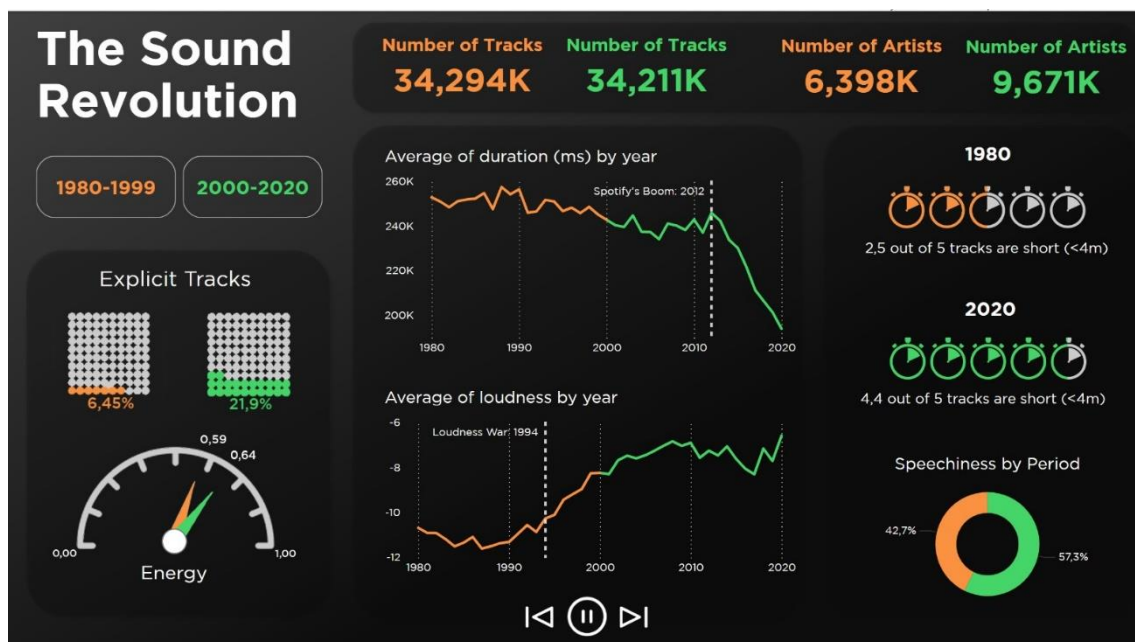 The Sound
Revolution
1980-1999
2000-2020
Number of Tracks
34,294K
Number of Tracks
34,211K
Number of Artists
6,398K
Number of Artists
9,671K
Explicit Tracks
6,45%
21,9%
0,59
0,64
0,00
1,00
Energy
Average of duration (ms) by year
260K
240K
220K
200K
Spotify's Boom; 2012
1980
1990
2000
2010
2020
Average of loudness by year
-6
-8
-10
-12
Loudness War; 1994
1980
1990
2000
2010
2020
1980
2,5 out of 5 tracks are short (<4m)
2020
4,4 out of 5 tracks are short (<4m)
Speechiness by Period
42,7%
57,3%